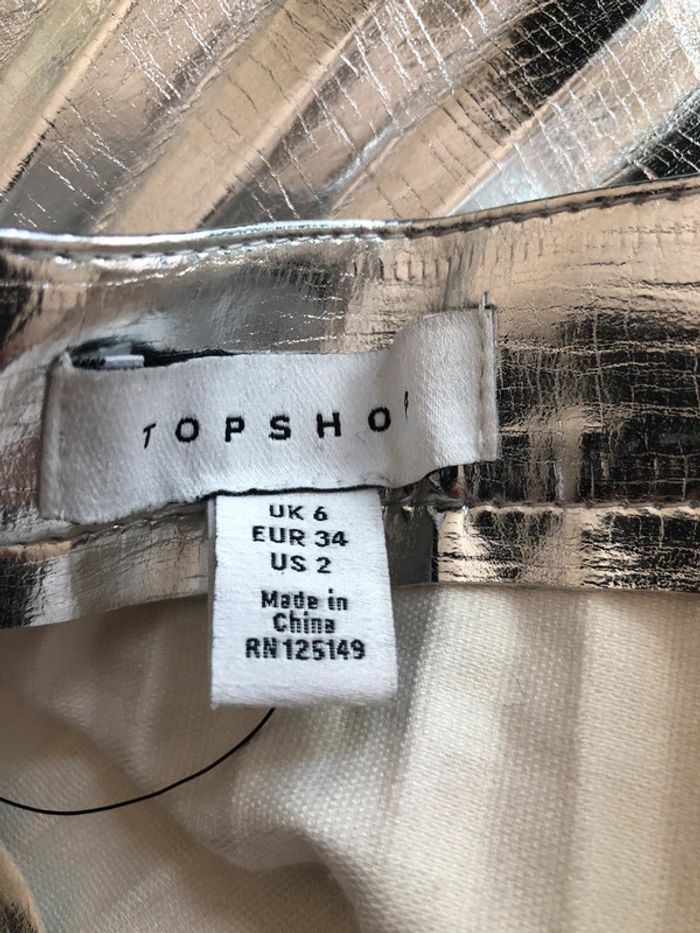 TOPSHOP
UK 6
EUR 34
US 2
Made in
China
RN125149